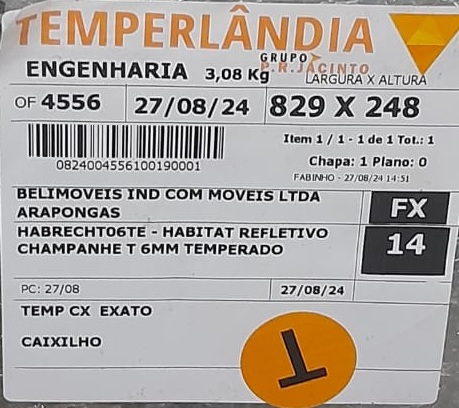 TEMPERLÂNDIA
GRUPO
P.R.JACINTO
ENGENHARIA 3,08 Kg LARGURA X ALTURA
OF 4556 27/08/24 829 X 248
Item 1 / 1 - 1 de 1 Tot.: 1
0824004556100190001
Chapa: 1 Plano: 0
FABINHO - 27/08/24 14:51
BELIMOVEIS IND COM MOVEIS LTDA
ARAPONGAS
FX
HABRECHT06TE - HABITAT REFLETIVO
CHAMPANHE T 6MM TEMPERADO
14
PC: 27/08 27/08/24
TEMP CX EXATO
CAIXILHO
T